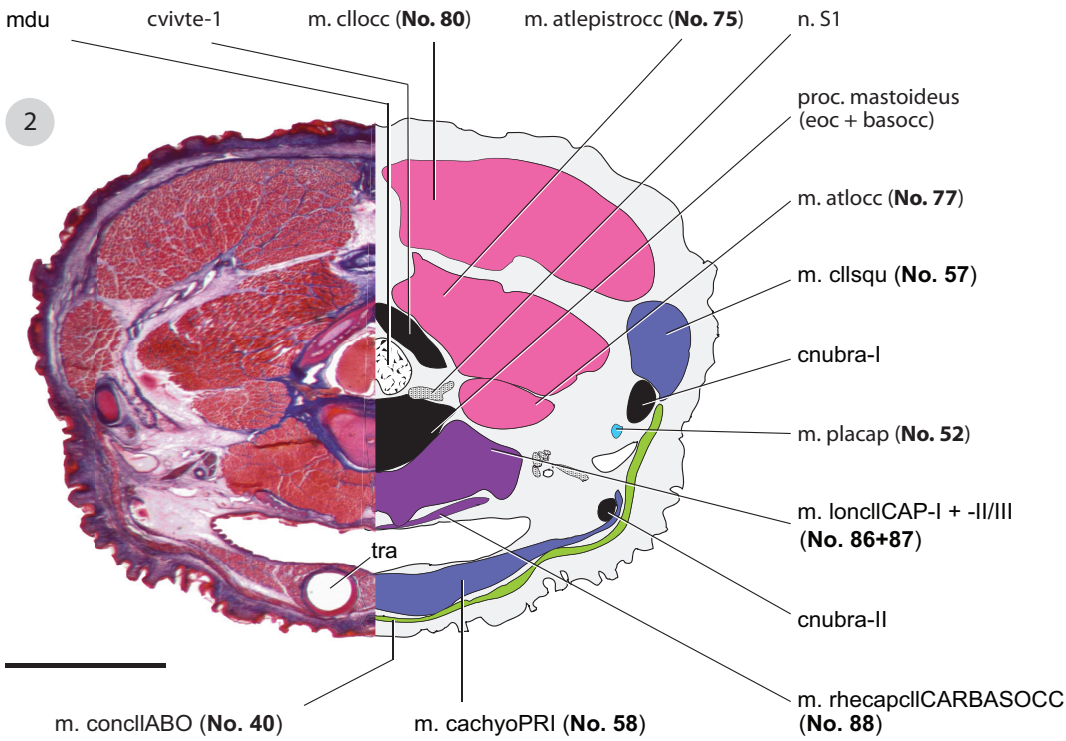 mdu
cvivte-1
m. cllocc (No. 80)
m. atlepistrocc (No. 75)
n. S1
2
proc. mastoideus
(eoc + basocc)
m. atlocc (No. 77)
m. cllsqu (No. 57)
cnubra-I
m. placap (No. 52)
m. loncllCAP-I + -II/III
(No. 86+87)
tra
cnubra-II
m. rhecapcllCARBASOCC
(No. 88)
m. concllABO (No. 40)
m. cachyoPRI (No. 58)